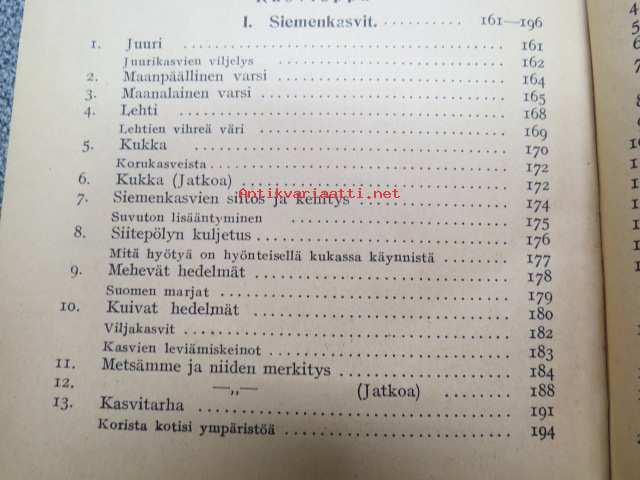 Kasvioppu
I. Siemenkasvit. .......... 161—196
1. Juuri .......... 161
Juurikasvien viljelys .......... 162
2. Maanpäällinen varsi .......... 164
3. Maanalainen varsi .......... 165
4. Lehti .......... 168
Lehtien vihreä väri .......... 169
5. Kukka .......... 170
Korukasveista .......... 172
6. Kukka (Jatkoa) .......... 172
Antikvariaatti.net
7. Siemenkasvien siitos ja kehitys .......... 174
Suvuton lisääntyminen .......... 175
8. Siitepölyn kuljetus .......... 176
Mitä hyötyä on hyönteisellä kukassa käynnistä .......... 177
9. Mehevät hedelmät .......... 178
Suomen marjat .......... 179
10. Kuivat hedelmät .......... 180
Viljakasvit .......... 182
Kasvien leviämiskeinot .......... 183
11. Metsämme ja niiden merkitys .......... 184
12. —„— (Jatkoa) .......... 188
13. Kasvitarha .......... 191
Korista kotisi ympäristöä .......... 194